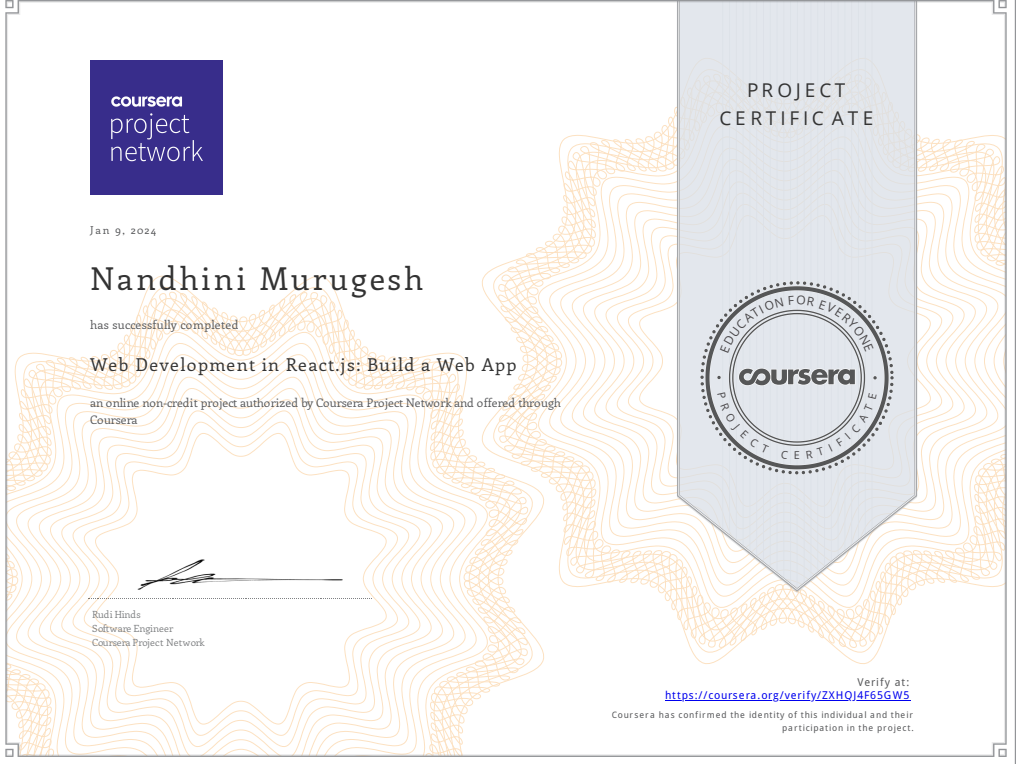 coursera
project
network
PROJECT
CERTIFICATE
Jan 9, 2024
Nandhini Murugesh
has successfully completed
Web Development in React.js: Build a Web App
an online non-credit project authorized by Coursera Project Network and offered through
Coursera
EDUCATION FOR EVERYONE
coursera
PROJECT CERTIFICATE
Rudi Hinds
Software Engineer
Coursera Project Network
Verify at:
https://coursera.org/verify/ZXHQJ4F65GW5
Coursera has confirmed the identity of this individual and their
participation in the project.